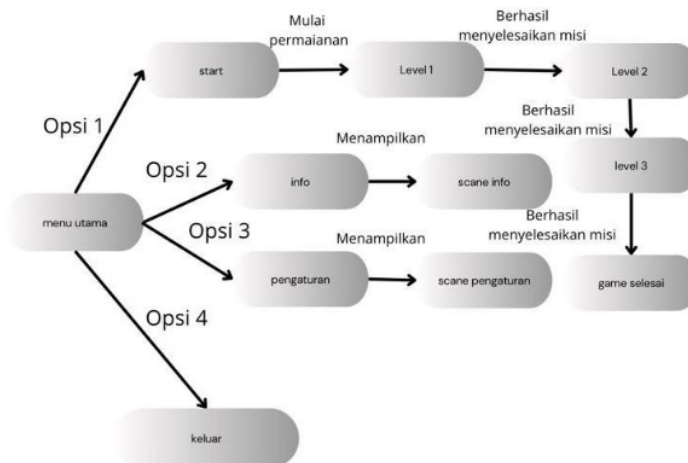 Mulai
permaianan
Berhasil
menyelesaikan misi
start
Level 1
Level 2
Opsi 1
Berhasil
menyelesaikan misi
Opsi 2
Menampilkan
info
scane info
level 3
menu utama
Opsi 3
Menampilkan
Berhasil
menyelesaikan misi
pengaturan
scane pengaturan
game selesai
Opsi 4
keluar